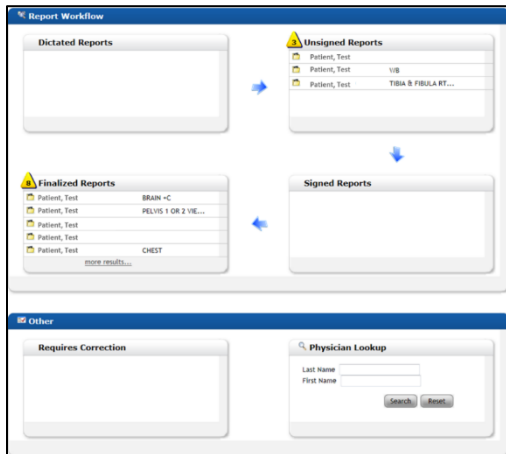 Report Workflow
Dictated Reports
3 Unsigned Reports
Patient, Test
Patient, Test VVB
Patient, Test TIBIA & FIBULA RT...
8 Finalized Reports
Patient, Test BRAIN +C
Patient, Test PELVIS 1 OR 2 VIE...
Patient, Test
Patient, Test
Patient, Test CHEST
more results...
Signed Reports
Other
Requires Correction
Physician Lookup
Last Name
First Name
Search Reset